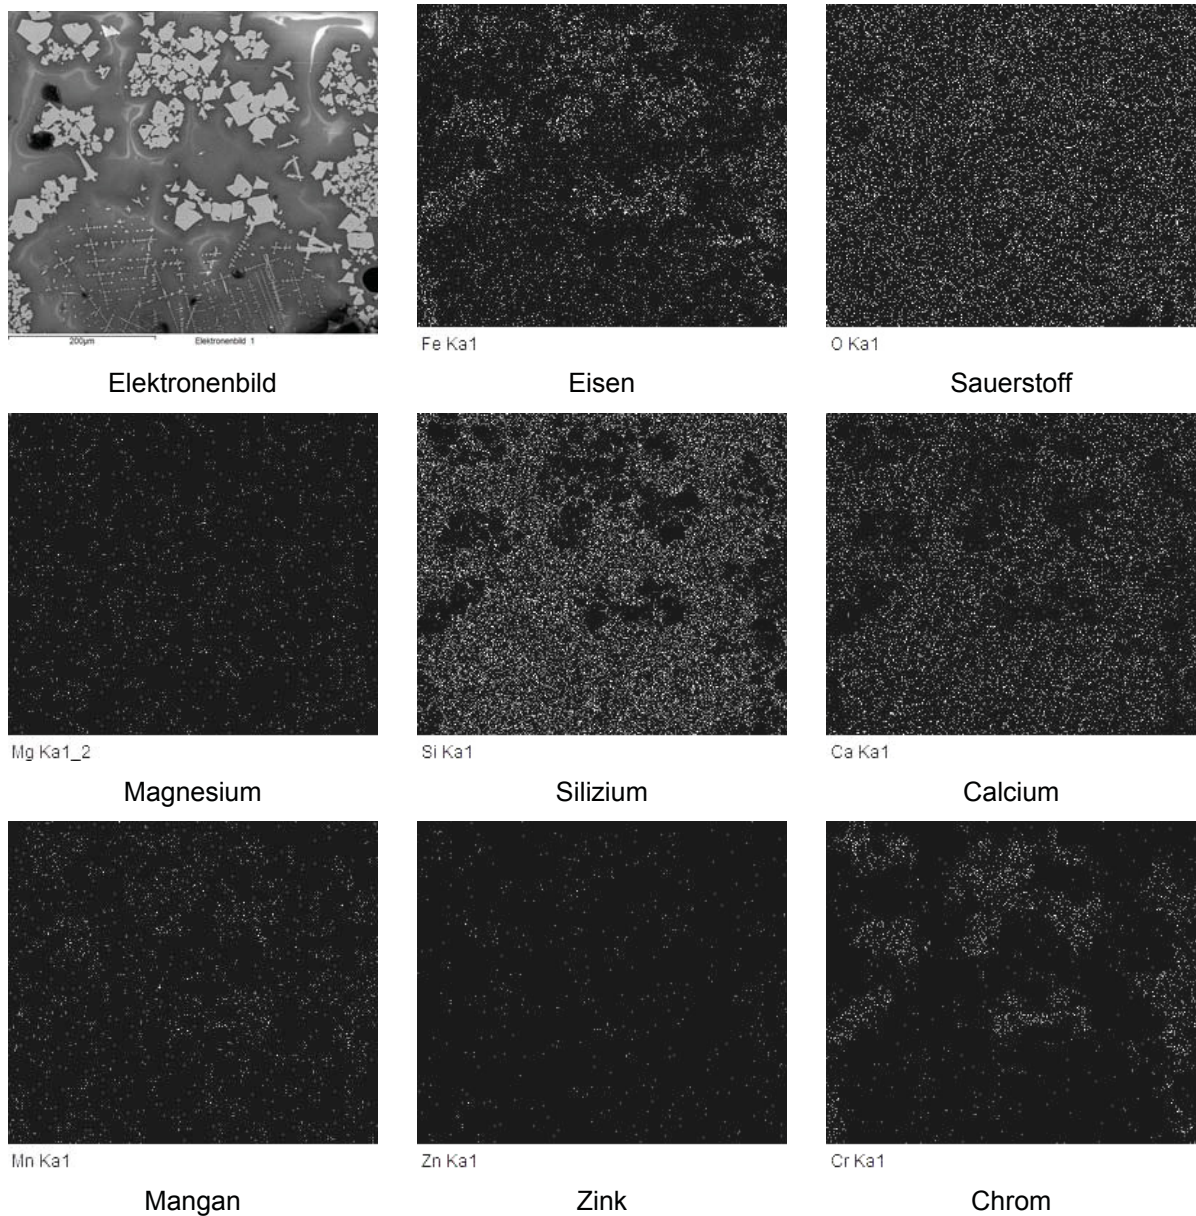 200µm Elektronenbild 1
Fe Ka1
O Ka1
Elektronenbild
Eisen
Sauerstoff
Mg Ka1_2
Si Ka1
Ca Ka1
Magnesium
Silizium
Calcium
Mn Ka1
Zn Ka1
Cr Ka1
Mangan
Zink
Chrom